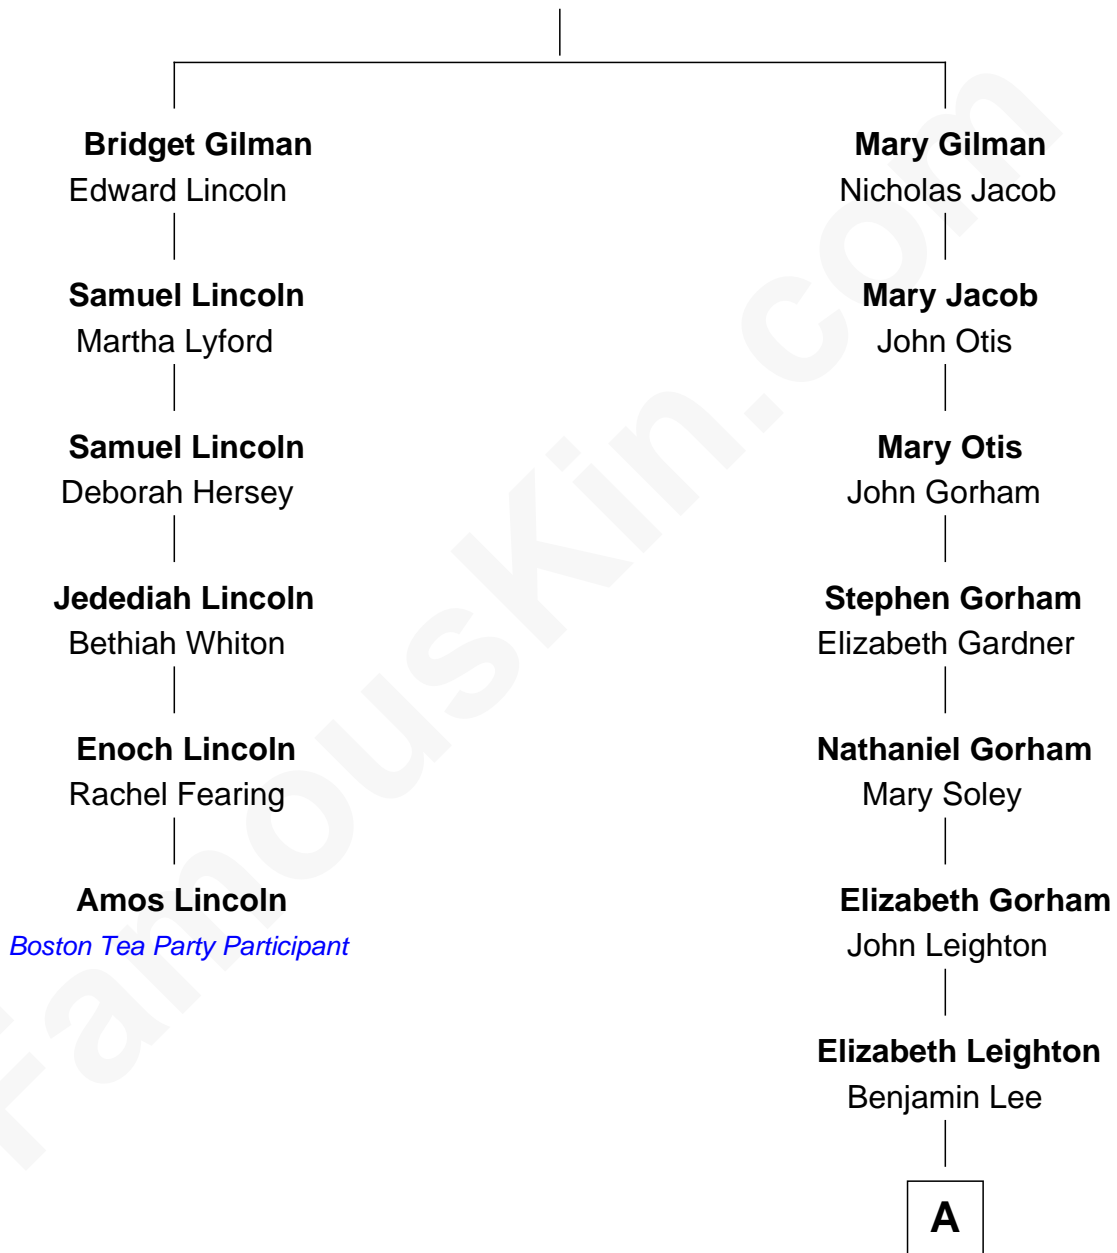 Bridget Gilman
Edward Lincoln
Samuel Lincoln
Martha Lyford
Samuel Lincoln
Deborah Hersey
Jedediah Lincoln
Bethiah Whiton
Enoch Lincoln
Rachel Fearing
Amos Lincoln
Boston Tea Party Participant
Mary Gilman
Nicholas Jacob
Mary Jacob
John Otis
Mary Otis
John Gorham
Stephen Gorham
Elizabeth Gardner
Nathaniel Gorham
Mary Soley
Elizabeth Gorham
John Leighton
Elizabeth Leighton
Benjamin Lee
A
FamousKin.com